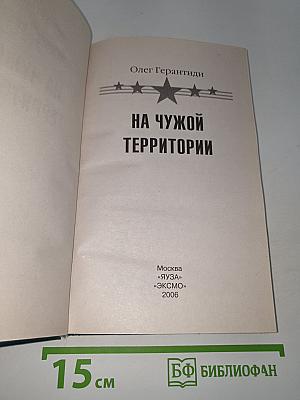 Олег Герантиди
НА ЧУЖОЙ
ТЕРРИТОРИИ
Москва
«ЯУЗА»
«ЭКСМО»
2006
15 см
БФ БИБЛИОФАН